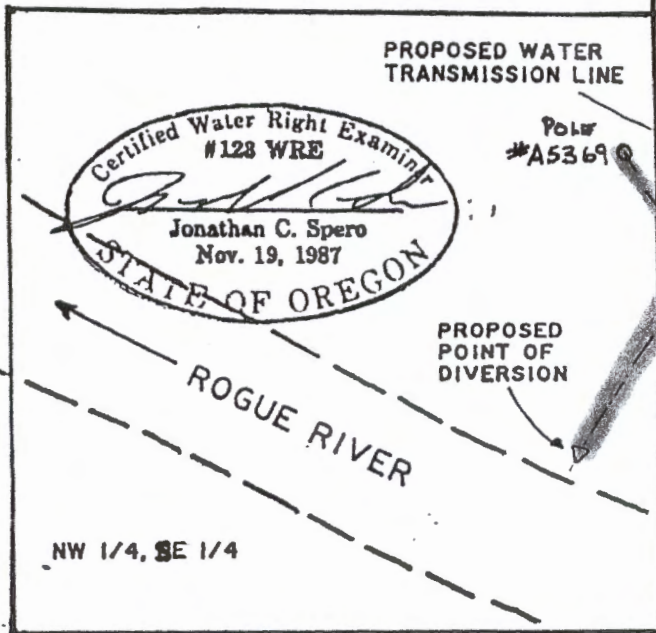 PROPOSED WATER
TRANSMISSION LINE
Pole
#A5369
Certified Water Right Examiner
#128 WRE
Jonathan C. Spero
Nov. 19, 1987
STATE OF OREGON
PROPOSED
POINT OF
DIVERSION
ROGUE RIVER
NW 1/4, SE 1/4